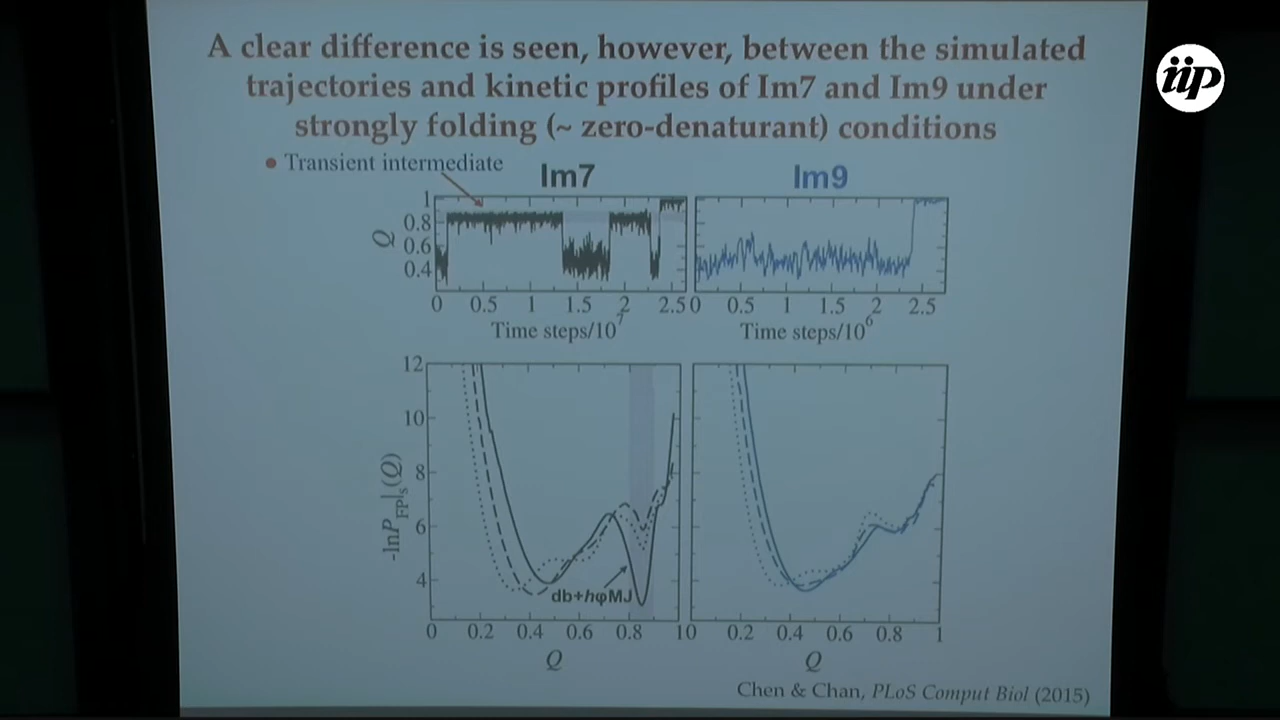 A clear difference is seen, however, between the simulated
trajectories and kinetic profiles of Im7 and Im9 under
strongly folding (~ zero-denaturant) conditions
iip
• Transient intermediate
Im7
Im9
Q
1
0.8
0.6
0.4
0 0.5 1 1.5 2 2.5
0 0.5 1 1.5 2 2.5
Time steps/10^7
Time steps/10^6
-lnP_FP|s(Q)
12
10
8
6
4
db+hφMJ
0 0.2 0.4 0.6 0.8 1
0 0.2 0.4 0.6 0.8 1
Q
Q
Chen & Chan, PLoS Comput Biol (2015)